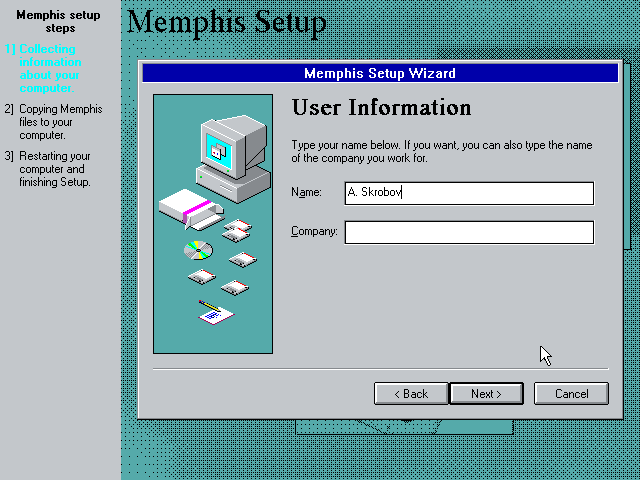 Memphis setup
steps
1] Collecting
information
about your
computer.
2) Copying Memphis
files to your
computer.
3) Restarting your
computer and
finishing Setup.
Memphis Setup
Memphis Setup Wizard
User Information
Type your name below. If you want, you can also type the name
of the company you work for.
Name: A. Skrobov
Company:
< Back Next > Cancel